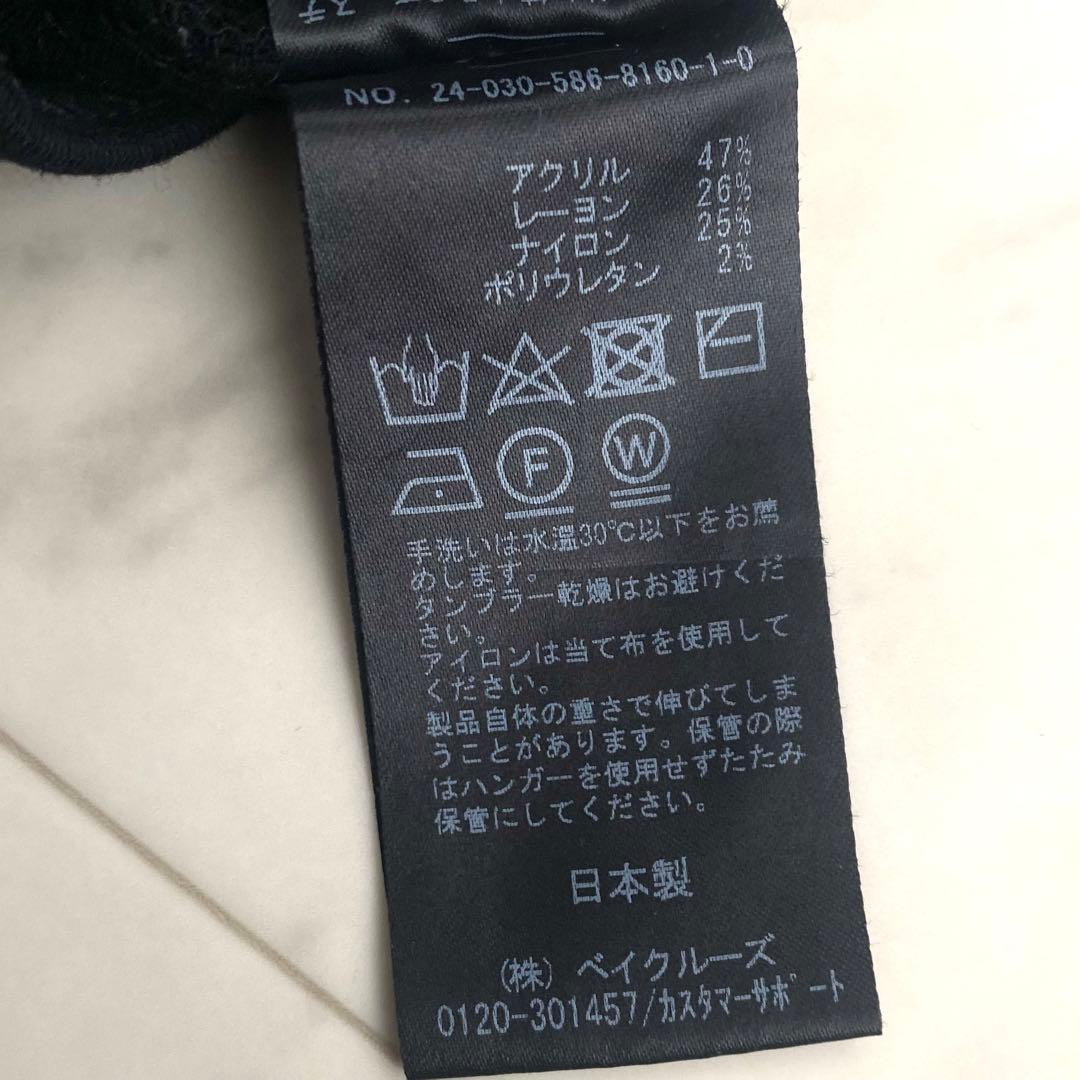 NO. 24-030-586-8160-1-0
アクリル 47%
レーヨン 26%
ナイロン 25%
ポリウレタン 2%
F W
手洗いは水温30℃以下をお薦
めします。
タンブラー乾燥はお避けくだ
さい。
アイロンは当て布を使用して
ください。
製品自体の重さで伸びてしま
うことがあります。保管の際
はハンガーを使用せずたたみ
保管にしてください。
日本製
(株) ベイクルーズ
0120-301457/カスタマーサポート